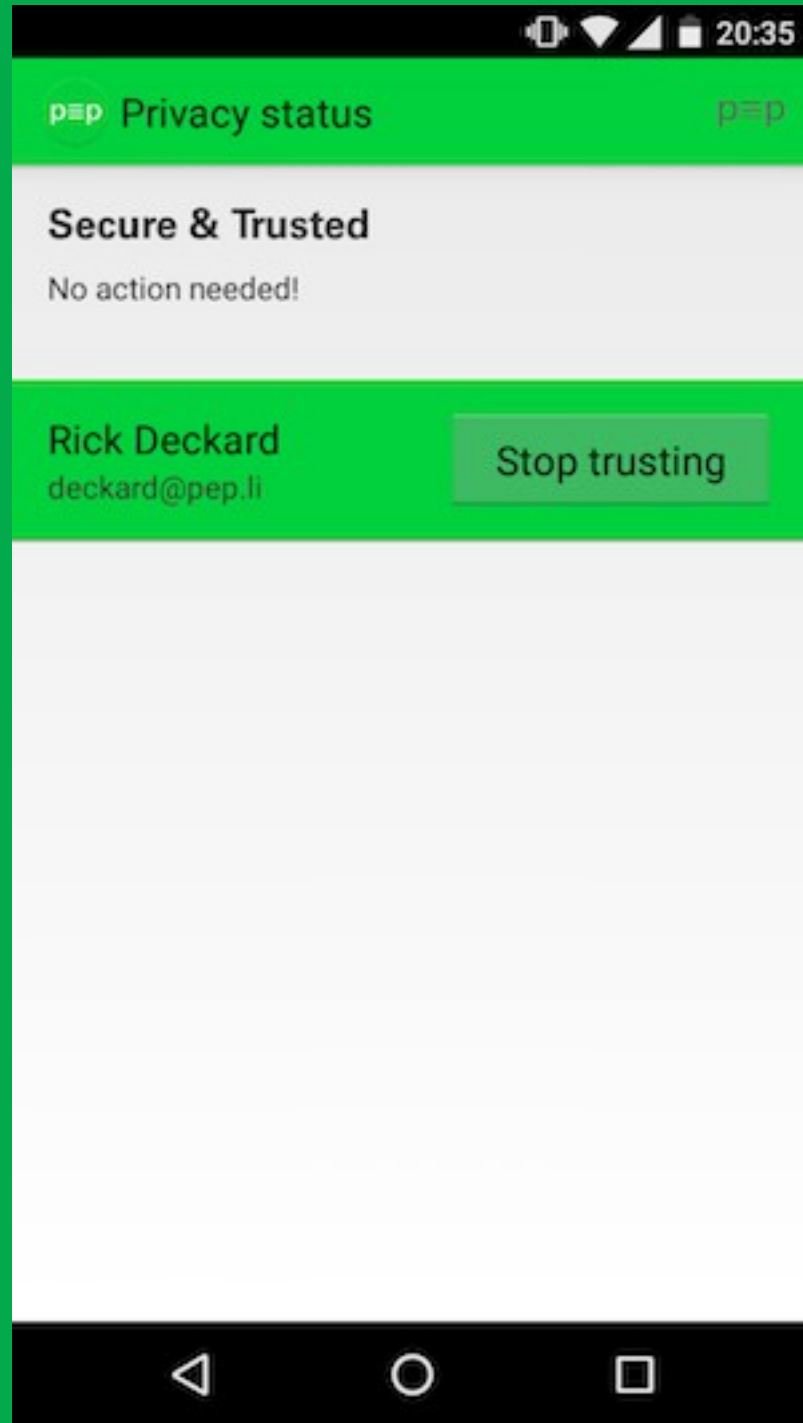 20:35
p≡p Privacy status p≡p
Secure & Trusted
No action needed!
Rick Deckard
deckard@pep.li
Stop trusting